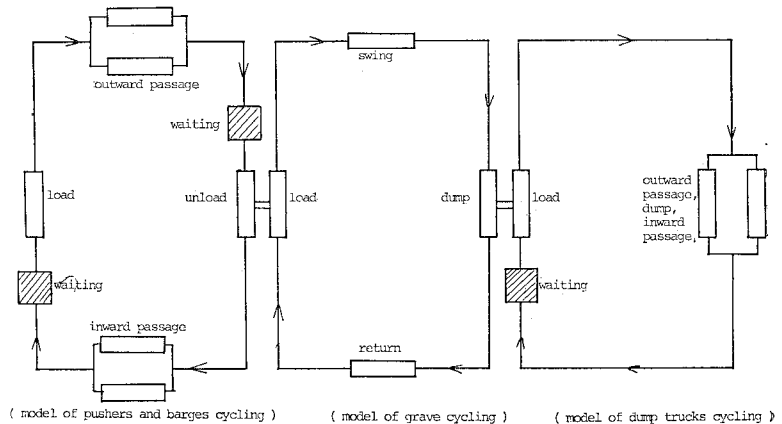 outward passage
swing
waiting
load
unload
load
dump
load
outward
passage,
dump,
inward
passage,
waiting
waiting
inward passage
return
( model of pushers and barges cycling )
( model of grave cycling )
( model of dump trucks cycling )